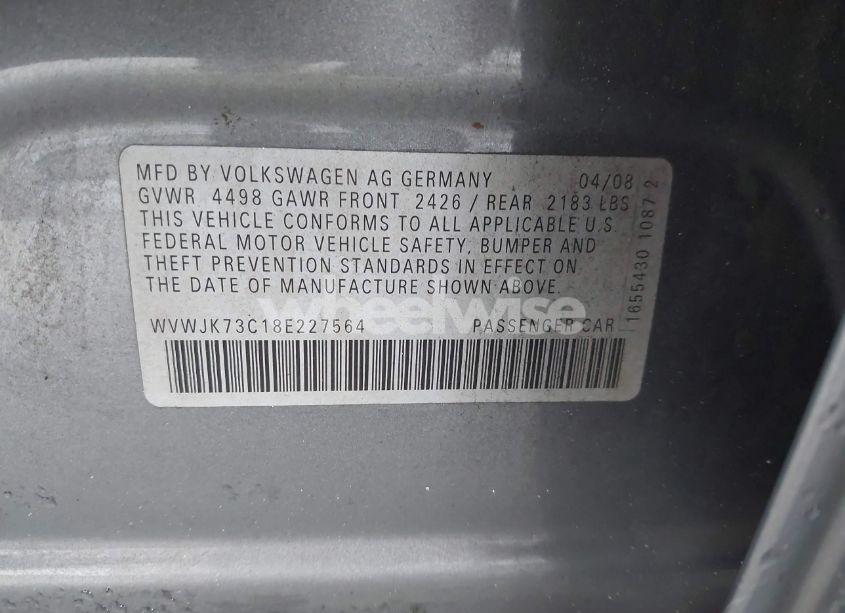 MFD BY VOLKSWAGEN AG GERMANY 04/08
GVWR 4498 GAWR FRONT 2426 / REAR 2183 LBS
THIS VEHICLE CONFORMS TO ALL APPLICABLE U.S.
FEDERAL MOTOR VEHICLE SAFETY, BUMPER AND
THEFT PREVENTION STANDARDS IN EFFECT ON
THE DATE OF MANUFACTURE SHOWN ABOVE.
wheelwise
WVWJK73C18E227564 PASSENGER CAR
1655430 1087 2